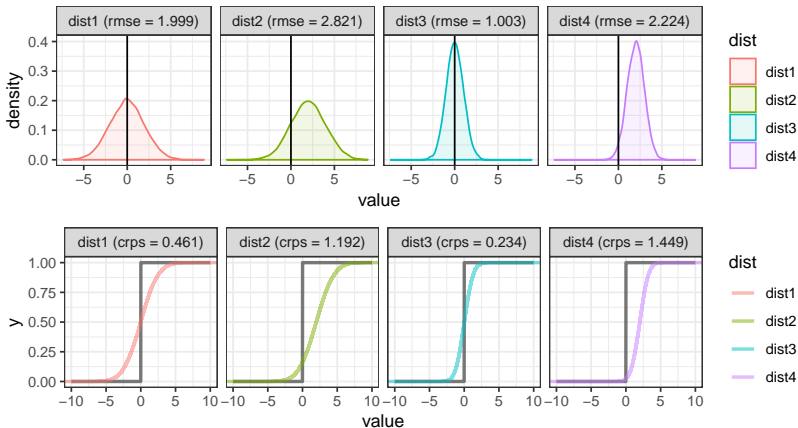 dist1 (rmse = 1.999) dist2 (rmse = 2.821) dist3 (rmse = 1.003) dist4 (rmse = 2.224)
density
0.4
0.3
0.2
0.1
0.0
−5 0 5 −5 0 5 −5 0 5 −5 0 5
value
dist
dist1
dist2
dist3
dist4
dist1 (crps = 0.461) dist2 (crps = 1.192) dist3 (crps = 0.234) dist4 (crps = 1.449)
y
1.00
0.75
0.50
0.25
0.00
−10 −5 0 5 10 −10 −5 0 5 10 −10 −5 0 5 10 −10 −5 0 5 10
value
dist
dist1
dist2
dist3
dist4